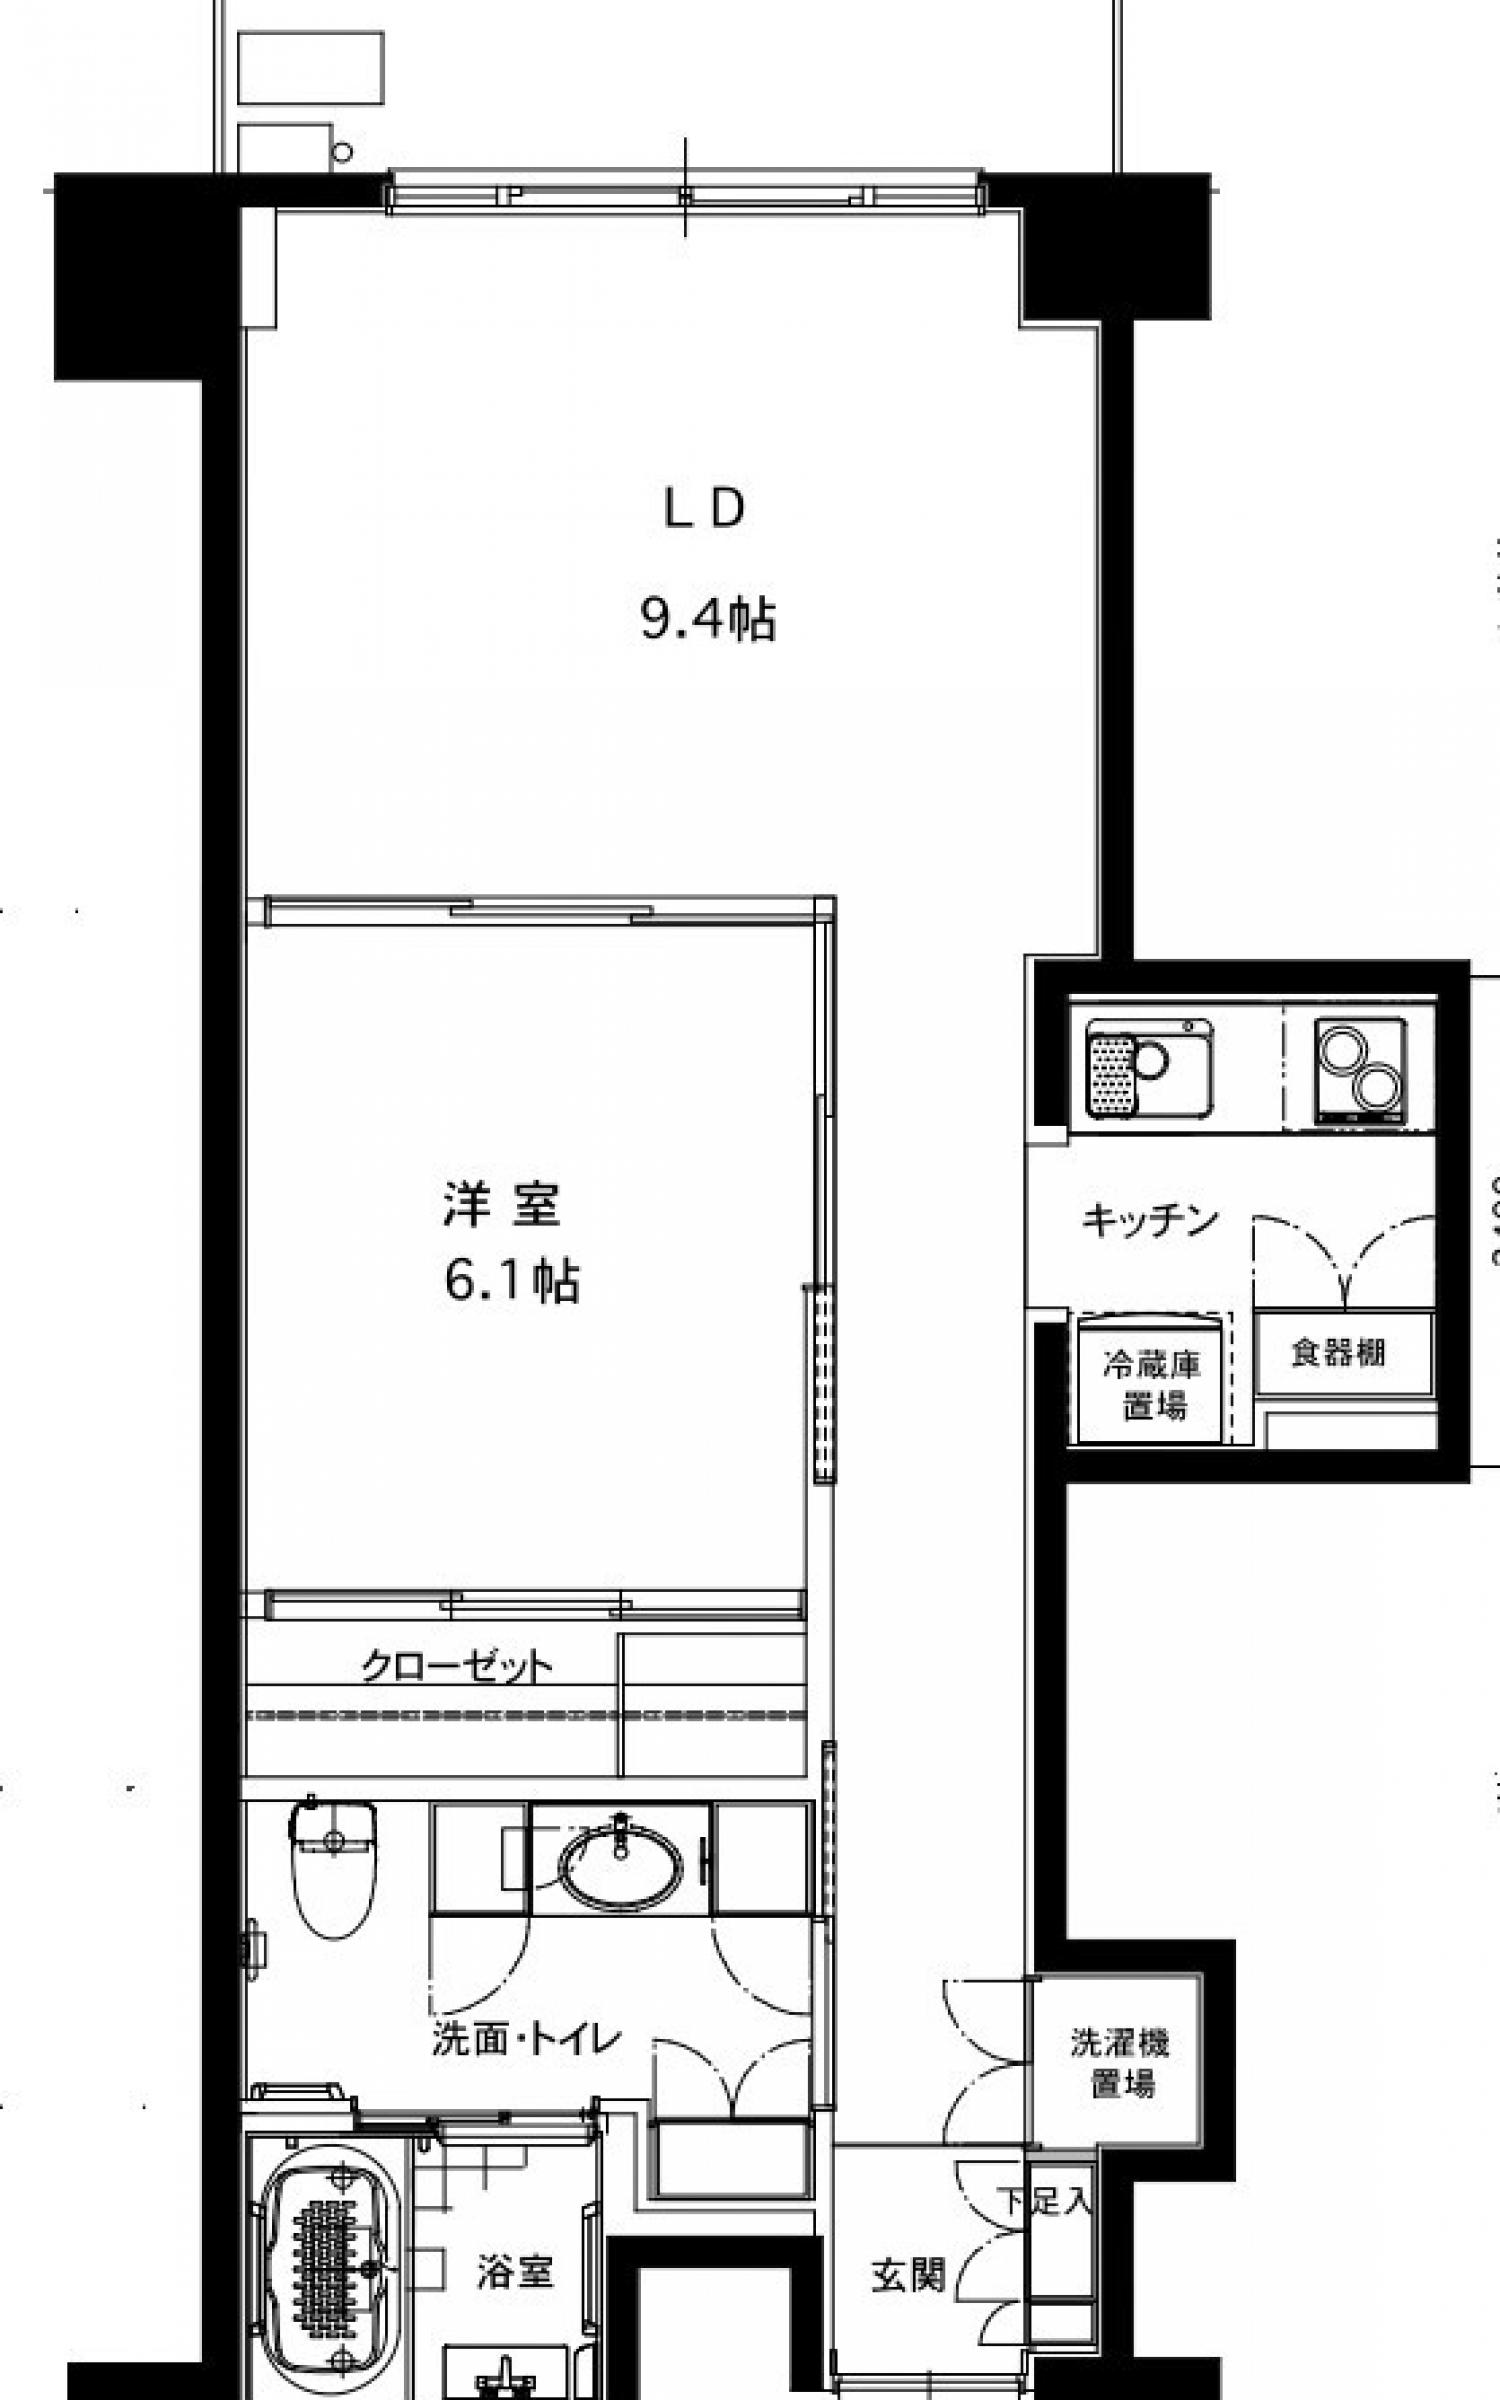 L D
9.4帖
洋 室
6.1帖
キッチン
冷蔵庫
置場
食器棚
クローゼット
洗面・トイレ
洗濯機
置場
下足入
浴室
玄関